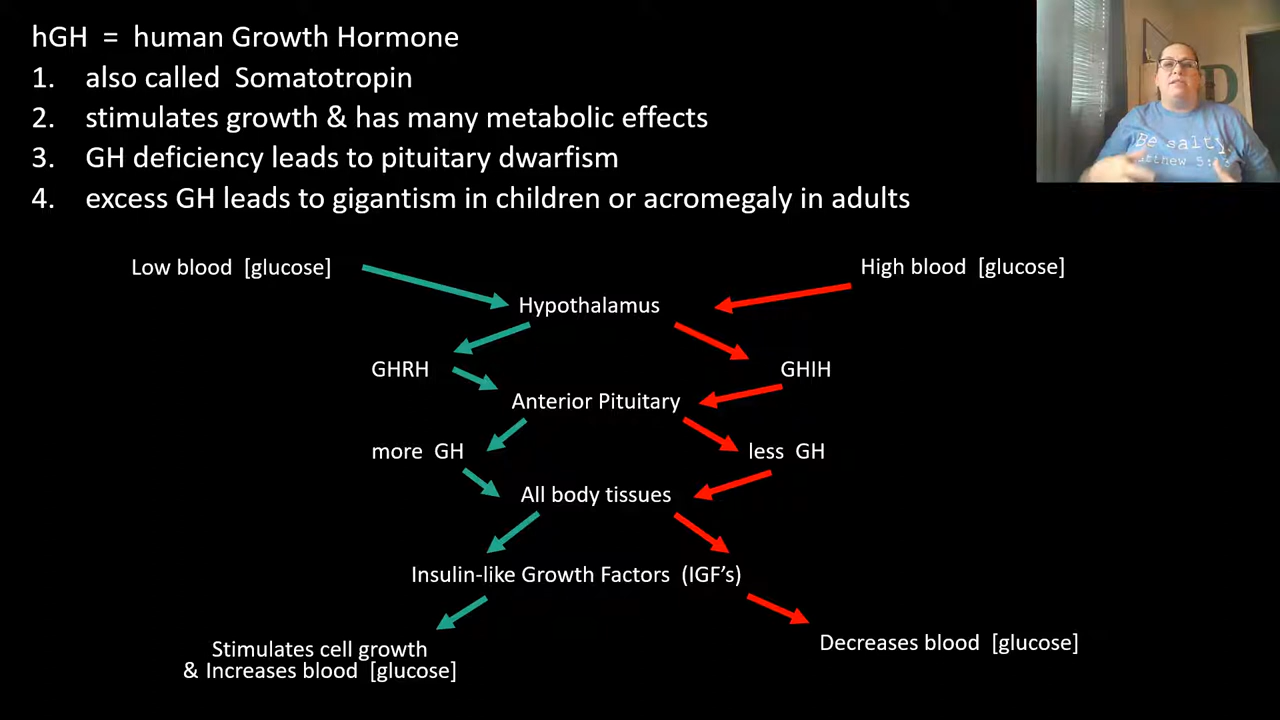 hGH = human Growth Hormone
1. also called Somatotropin
2. stimulates growth & has many metabolic effects
3. GH deficiency leads to pituitary dwarfism
4. excess GH leads to gigantism in children or acromegaly in adults
Be salty.
Low blood [glucose]
High blood [glucose]
Hypothalamus
GHRH
GHIH
Anterior Pituitary
more GH
less GH
All body tissues
Insulin-like Growth Factors (IGF's)
Stimulates cell growth
& Increases blood [glucose]
Decreases blood [glucose]